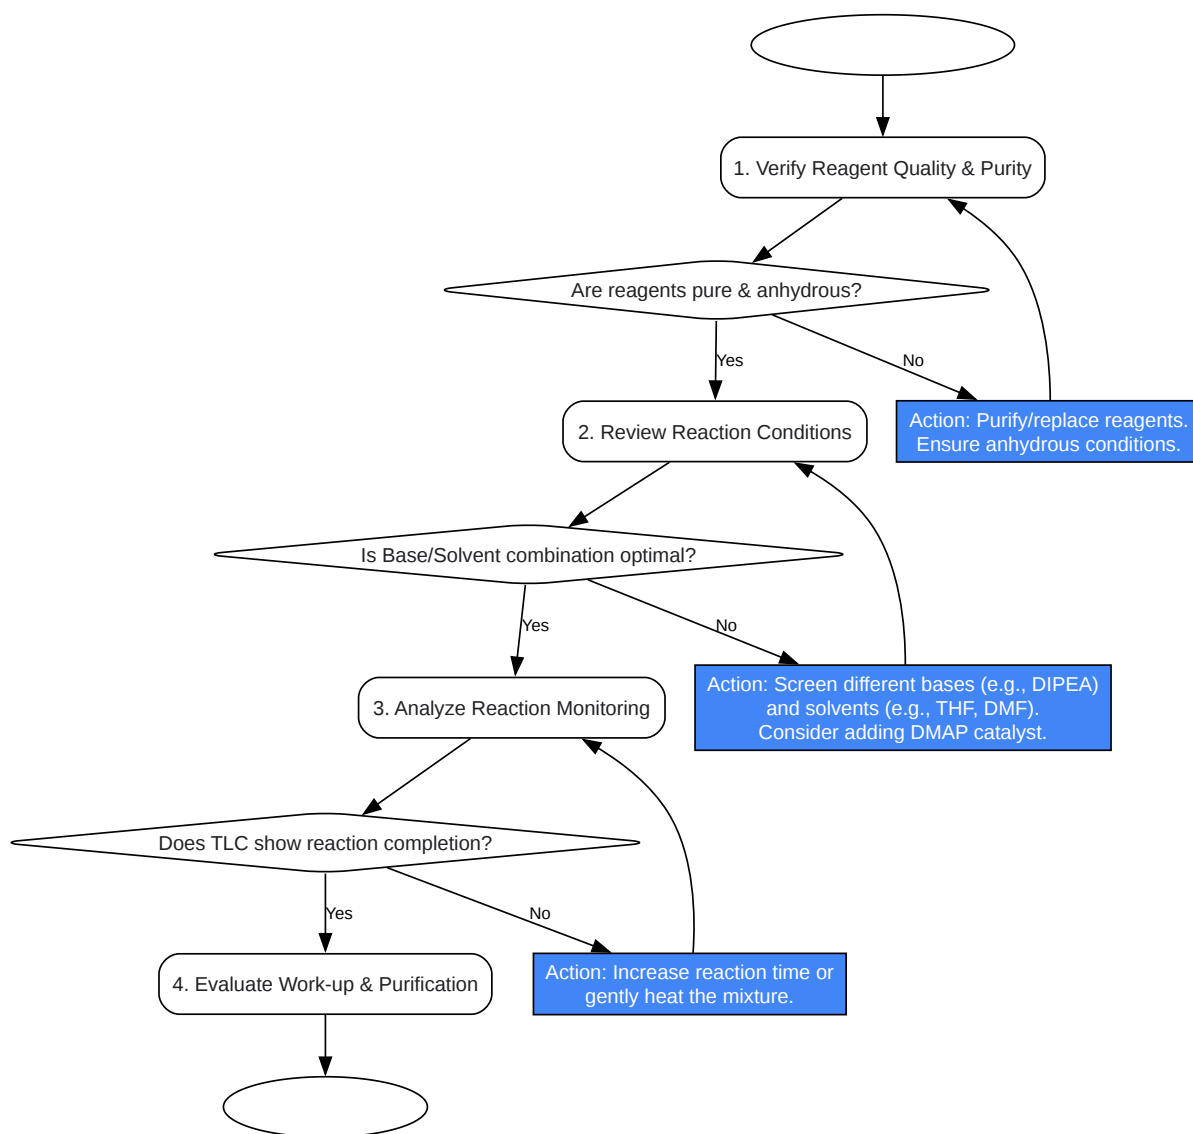 1. Verify Reagent Quality & Purity
Are reagents pure & anhydrous?
Yes
No
Action: Purify/replace reagents.
Ensure anhydrous conditions.
2. Review Reaction Conditions
Is Base/Solvent combination optimal?
Yes
No
Action: Screen different bases (e.g., DIPEA)
and solvents (e.g., THF, DMF).
Consider adding DMAP catalyst.
3. Analyze Reaction Monitoring
Does TLC show reaction completion?
Yes
No
Action: Increase reaction time or
gently heat the mixture.
4. Evaluate Work-up & Purification